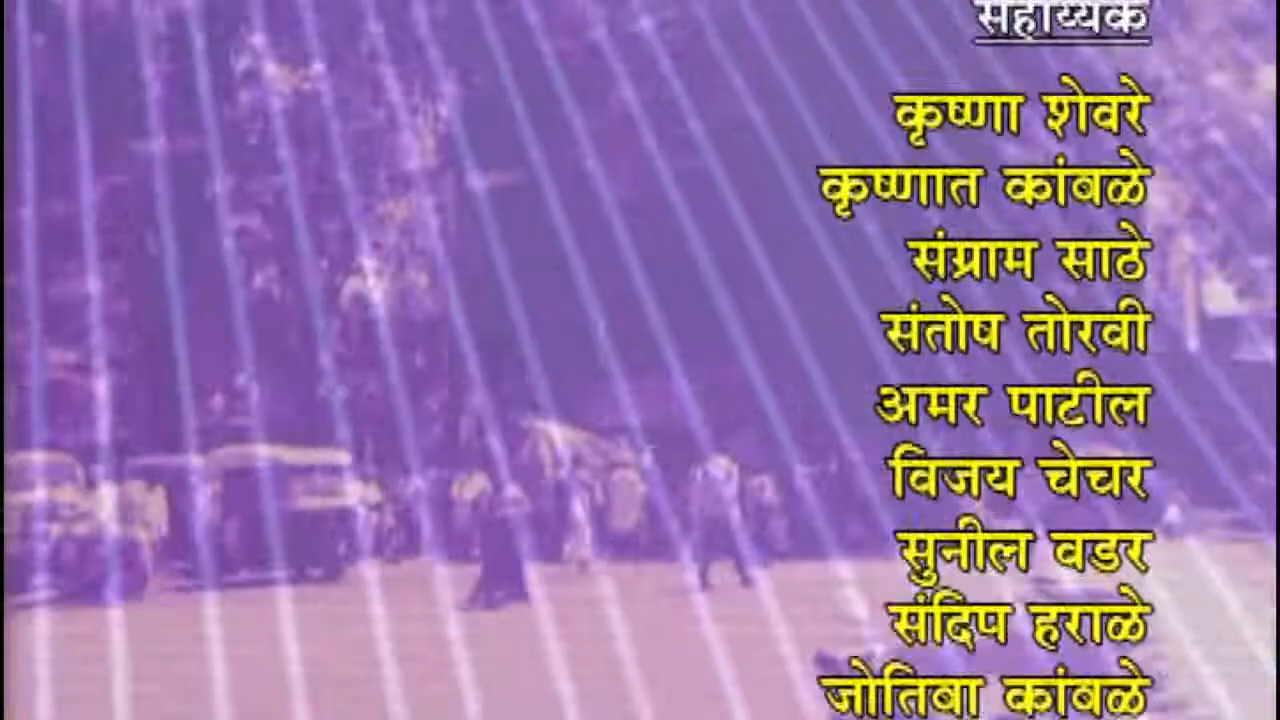 सहाय्यक
कृष्णा शेवरे
कृष्णात कांबळे
संग्राम साठे
संतोष तोरवी
अमर पाटील
विजय चेचर
सुनील वडर
संदिप हराळे
जोतिबा कांबळे